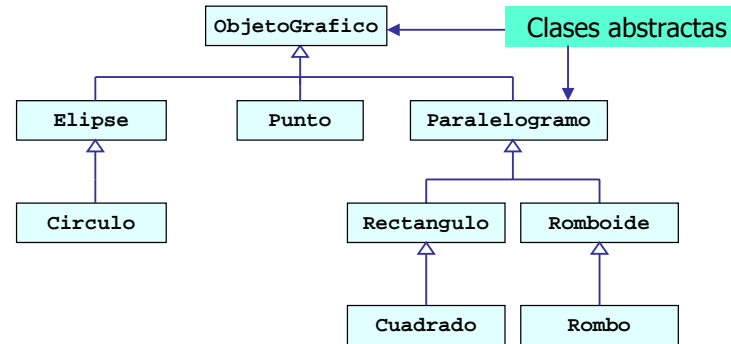 ObjetoGrafico
Clases abstractas
Elipse
Punto
Paralelogramo
Circulo
Rectangulo
Romboide
Cuadrado
Rombo